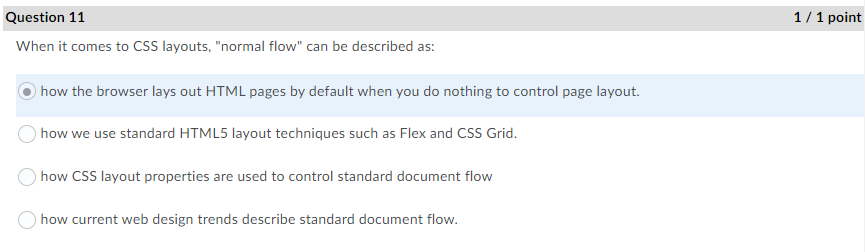 Question 11 1 / 1 point
When it comes to CSS layouts, "normal flow" can be described as:
how the browser lays out HTML pages by default when you do nothing to control page layout.
how we use standard HTML5 layout techniques such as Flex and CSS Grid.
how CSS layout properties are used to control standard document flow
how current web design trends describe standard document flow.